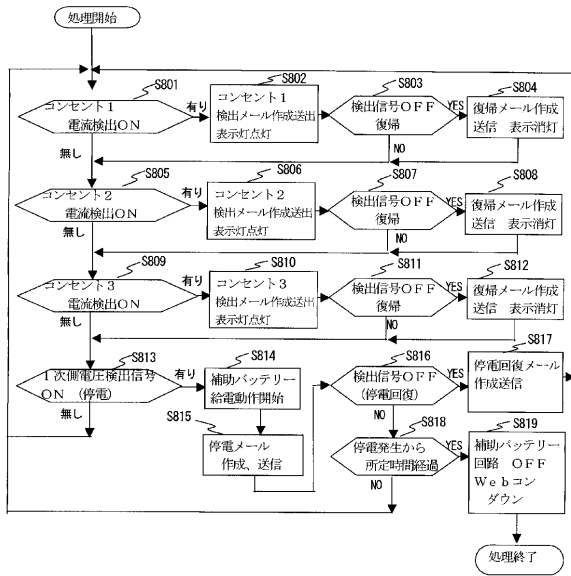 処理開始
S801
コンセント1
電流検出ON
有り
無し
S802
コンセント1
検出メール作成送出
表示灯点灯
S803
検出信号OFF
復帰
YES
NO
S804
復帰メール作成
送信 表示消灯
S805
コンセント2
電流検出ON
有り
無し
S806
コンセント2
検出メール作成送出
表示灯点灯
S807
検出信号OFF
復帰
YES
NO
S808
復帰メール作成
送信 表示消灯
S809
コンセント3
電流検出ON
有り
無し
S810
コンセント3
検出メール作成送出
表示灯点灯
S811
検出信号OFF
復帰
YES
NO
S812
復帰メール作成
送信 表示消灯
S813
1次側電圧検出信号
ON (停電)
有り
無し
S814
補助バッテリー
給電動作開始
S815
停電メール
作成、送信
S816
検出信号OFF
(停電回復)
YES
NO
S817
停電回復メール
作成送信
S818
停電発生から
所定時間経過
YES
NO
S819
補助バッテリー
回路 OFF
Webコン
ダウン
処理終了